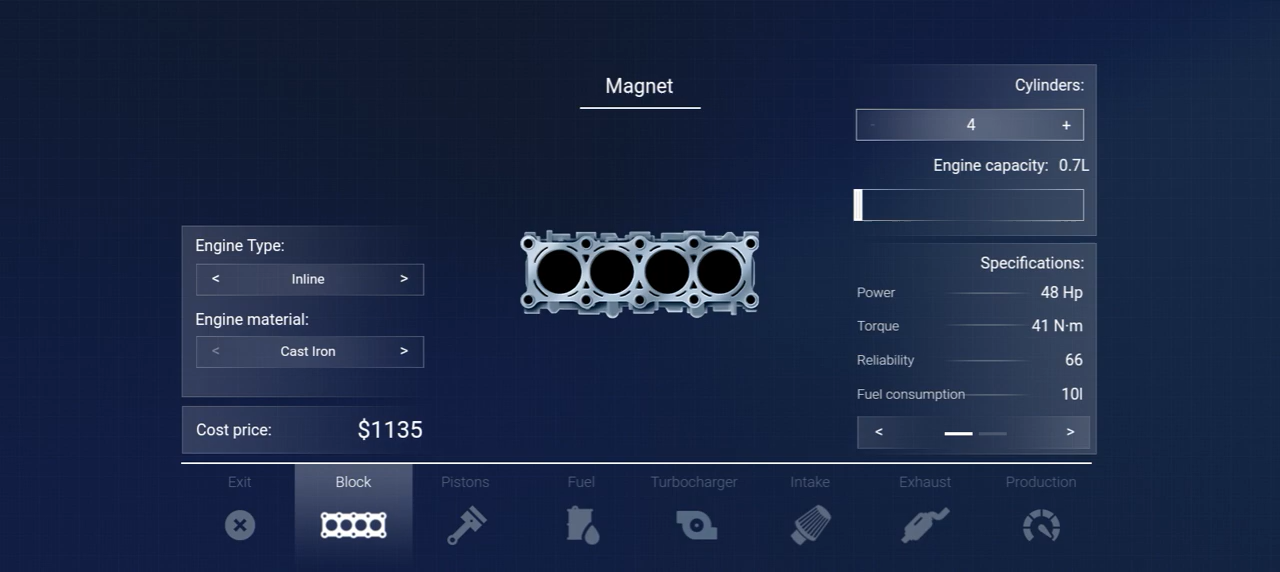 Magnet
Cylinders:
- 4 +
Engine capacity: 0.7L
Engine Type:
< Inline >
Engine material:
< Cast Iron >
Cost price: $1135
Specifications:
Power 48 Hp
Torque 41 N·m
Reliability 66
Fuel consumption 10l
< >
Exit Block Pistons Fuel Turbocharger Intake Exhaust Production